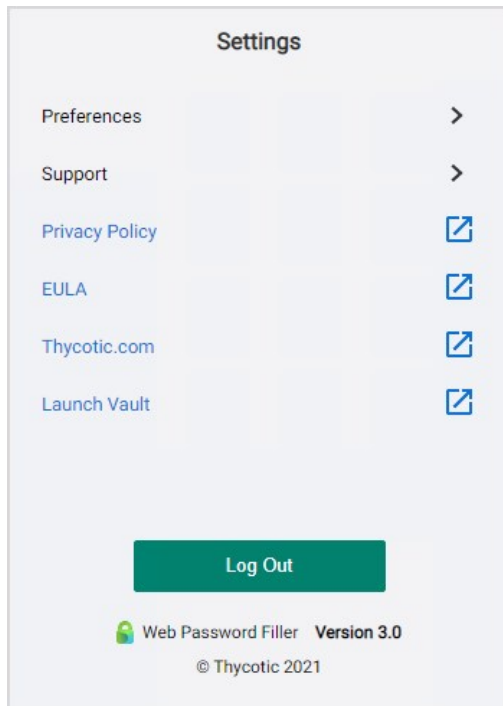 Settings
Preferences
Support
Privacy Policy
EULA
Thycotic.com
Launch Vault
Log Out
Web Password Filler Version 3.0
© Thycotic 2021